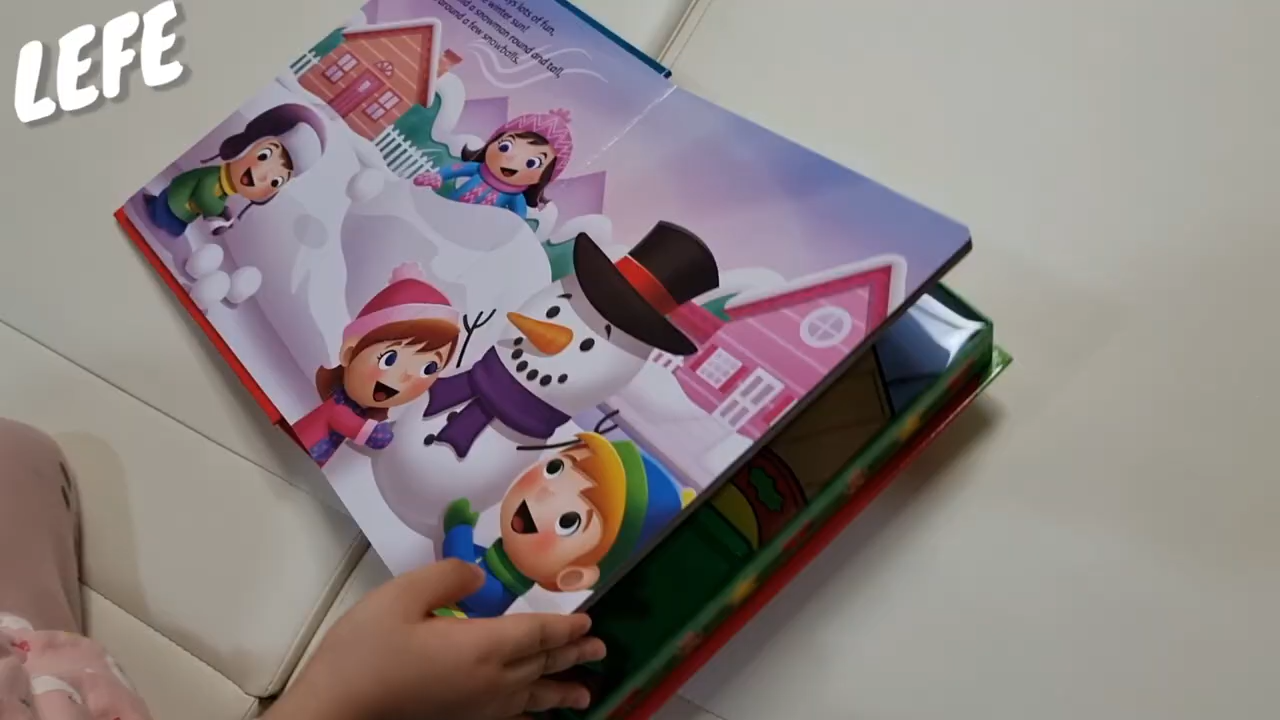 LEFE
lots of fun,
winter sun!
a snowman round and tall,
around a few snowballs.